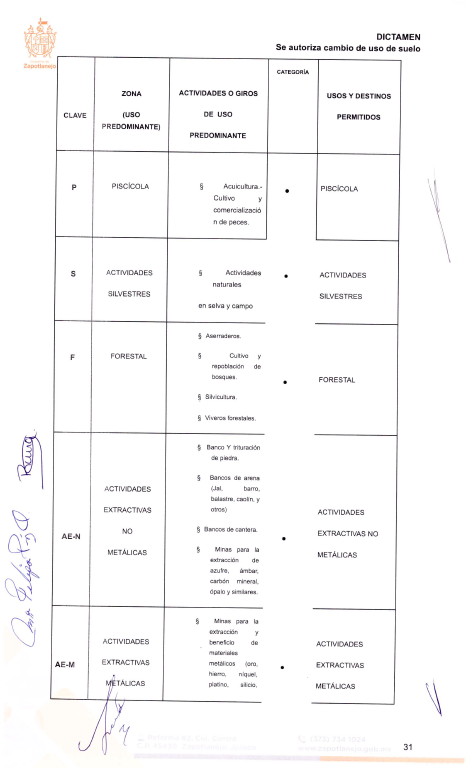 Zapotlanejo
DICTAMEN
Se autoriza cambio de uso de suelo
CLAVE
ZONA
(USO
PREDOMINANTE)
ACTIVIDADES O GIROS
DE USO
PREDOMINANTE
CATEGORÍA
USOS Y DESTINOS
PERMITIDOS
P
PISCÍCOLA
§ Acuicultura.-
Cultivo y
comercializació
n de peces.
•
PISCÍCOLA
S
ACTIVIDADES
SILVESTRES
§ Actividades
naturales
en selva y campo
•
ACTIVIDADES
SILVESTRES
F
FORESTAL
§ Aserraderos.
§ Cultivo y
repoblación de
bosques.
§ Silvicultura.
§ Viveros forestales.
•
FORESTAL
AE-N
ACTIVIDADES
EXTRACTIVAS
NO
METÁLICAS
§ Banco Y trituración
de piedra.
§ Bancos de arena
(Jal, barro,
balastre, caolín, y
otros)
§ Bancos de cantera.
§ Minas para la
extracción de
azufre, ámbar,
carbón mineral,
ópalo y similares.
•
ACTIVIDADES
EXTRACTIVAS NO
METÁLICAS
AE-M
ACTIVIDADES
EXTRACTIVAS
METÁLICAS
§ Minas para la
extracción y
beneficio de
materiales
metálicos (oro,
hierro, níquel,
platino, silicio,
•
ACTIVIDADES
EXTRACTIVAS
METÁLICAS
www.zapotlanejo.gob.mx
31